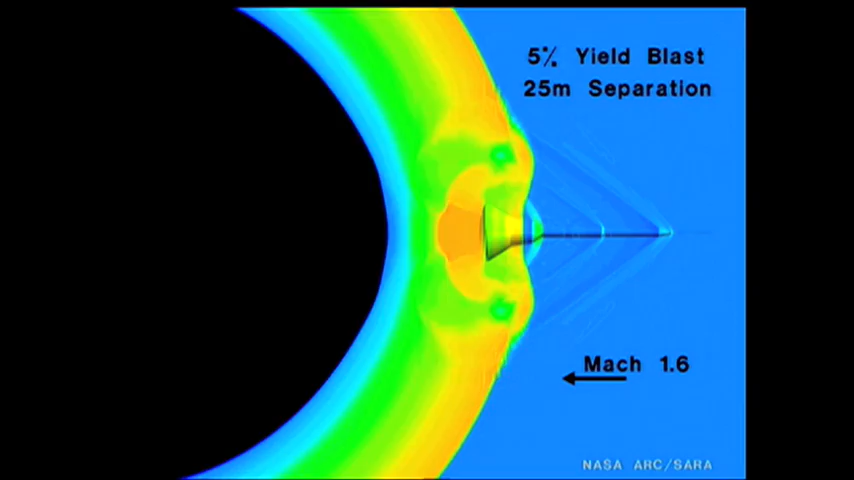 5% Yield Blast
25m Separation
Mach 1.6
NASA ARC/SARA